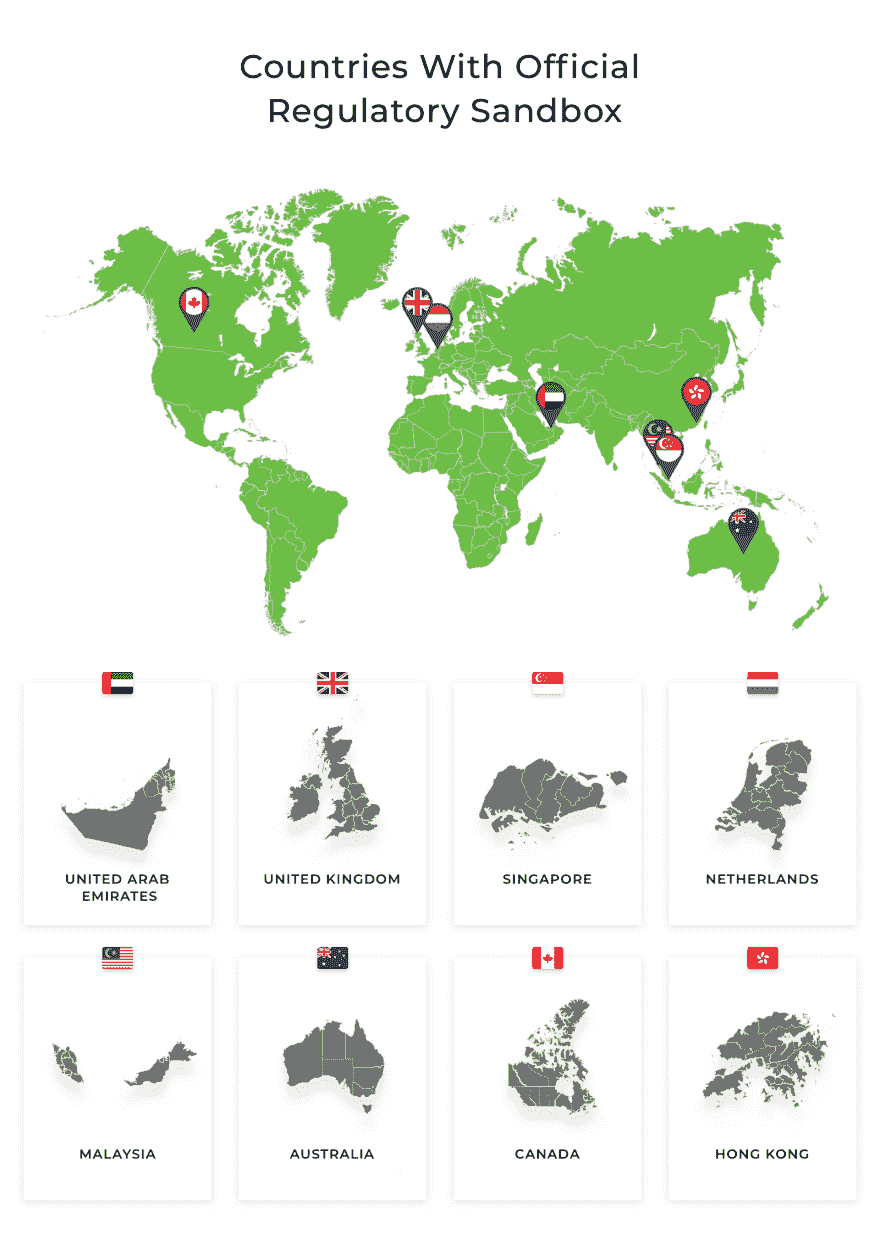 Countries With Official
Regulatory Sandbox
UNITED ARAB
EMIRATES
UNITED KINGDOM
SINGAPORE
NETHERLANDS
MALAYSIA
AUSTRALIA
CANADA
HONG KONG